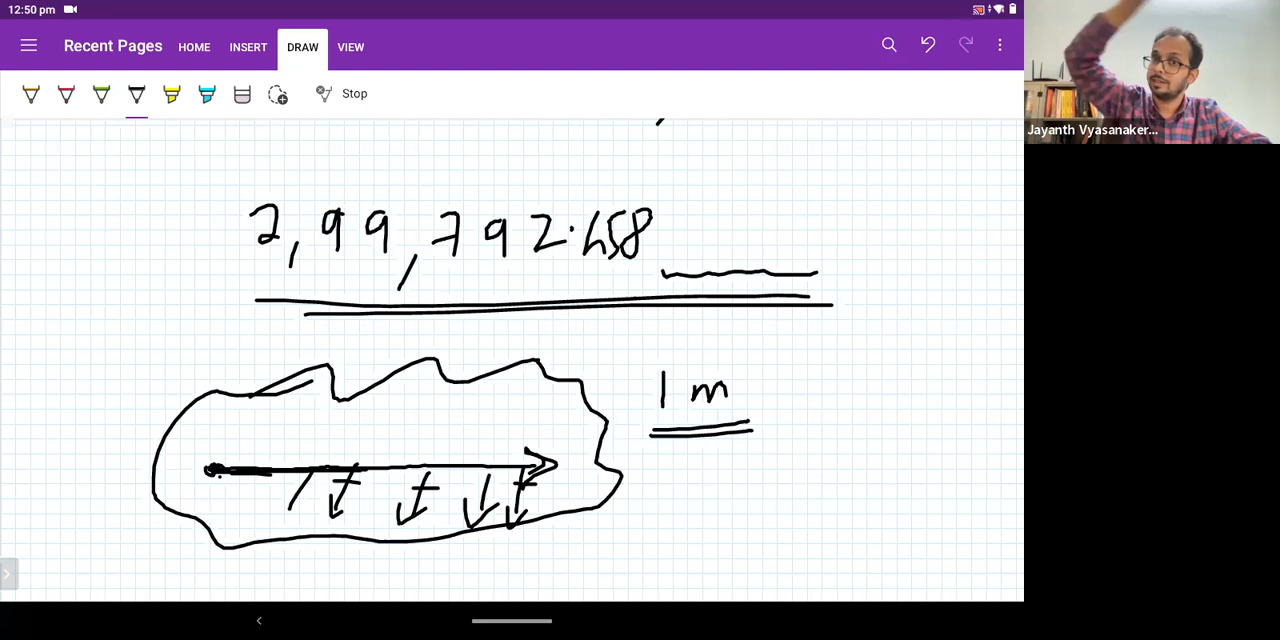 12:50 pm
Recent Pages HOME INSERT DRAW VIEW
Stop
Jayanth Vyasanaker...
2,99,792.458
1 m